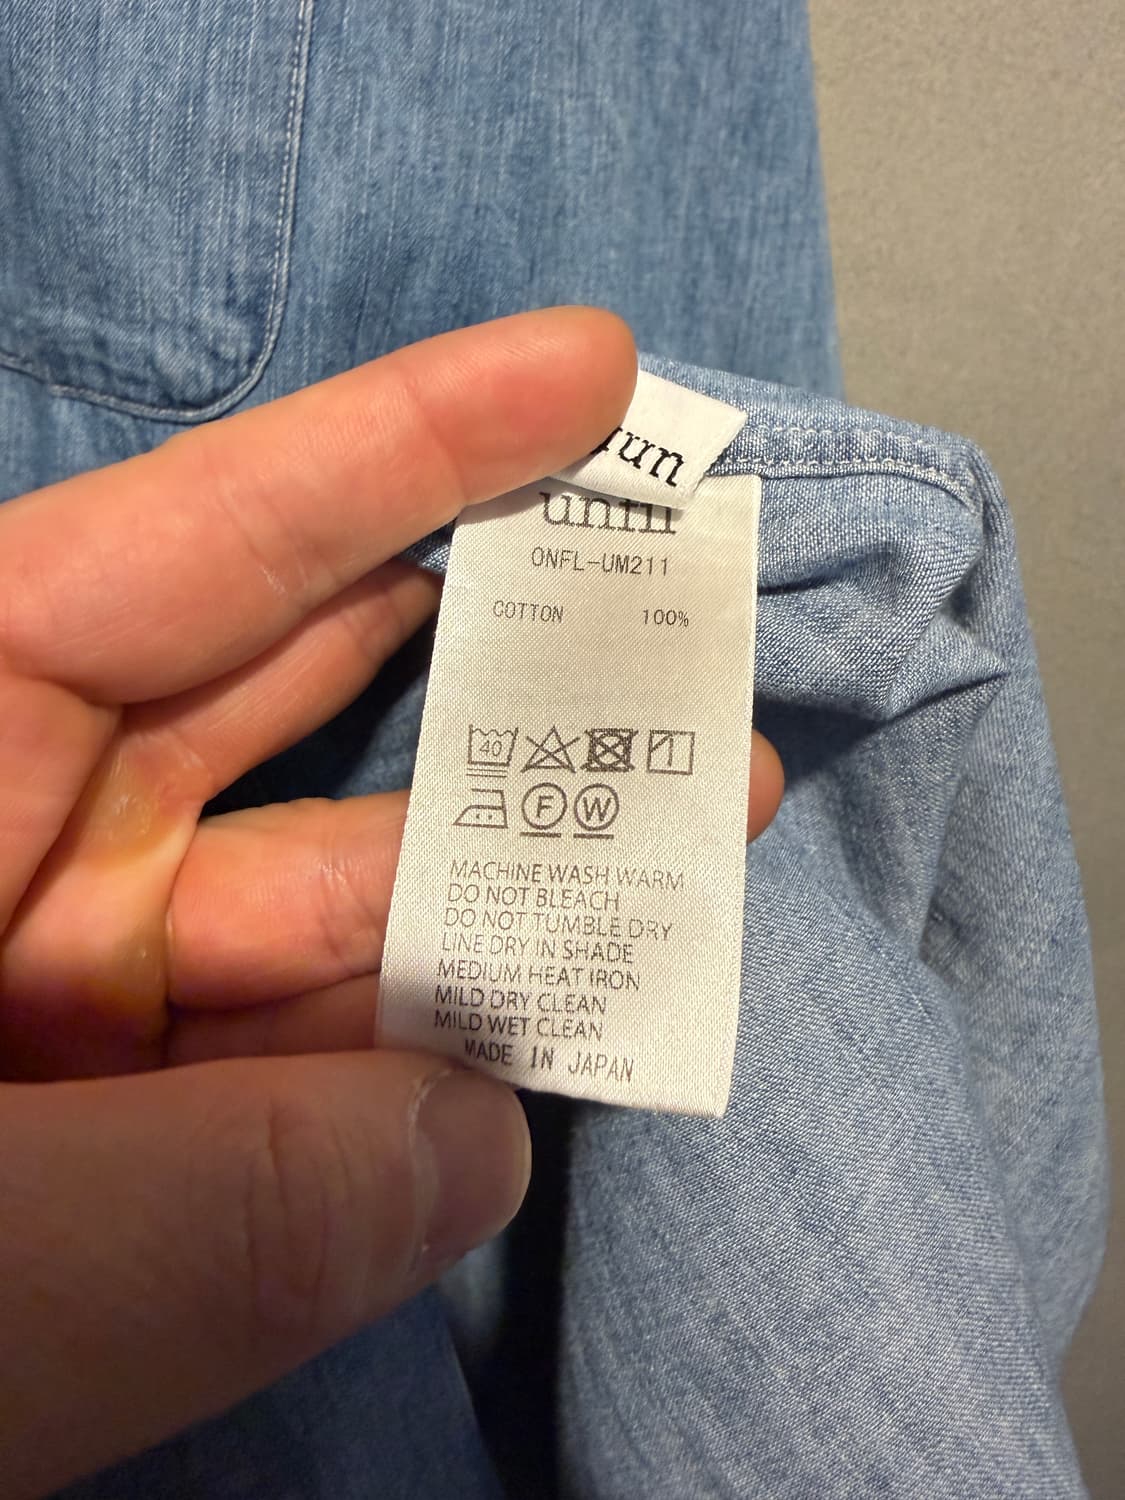 unfil
ONFL-UM211
COTTON 100%
40
F W
MACHINE WASH WARM
DO NOT BLEACH
DO NOT TUMBLE DRY
LINE DRY IN SHADE
MEDIUM HEAT IRON
MILD DRY CLEAN
MILD WET CLEAN
MADE IN JAPAN